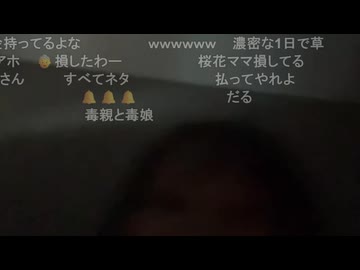 持ってるよな wwwwww 濃密な1日で草
アホ 👵損したわー 桜花ママ損してる
さん すべてネタ 払ってやれよ
🔔🔔🔔 だる
毒親と毒娘